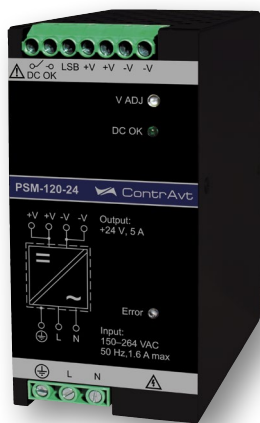 DC OK LSB +V +V -V -V
V ADJ
DC OK
PSM-120-24 ContrAvt
+V +V -V -V
Output:
+24 V, 5 A
Error
L N
Input:
150–264 VAC
50 Hz,1.6 A max
L N